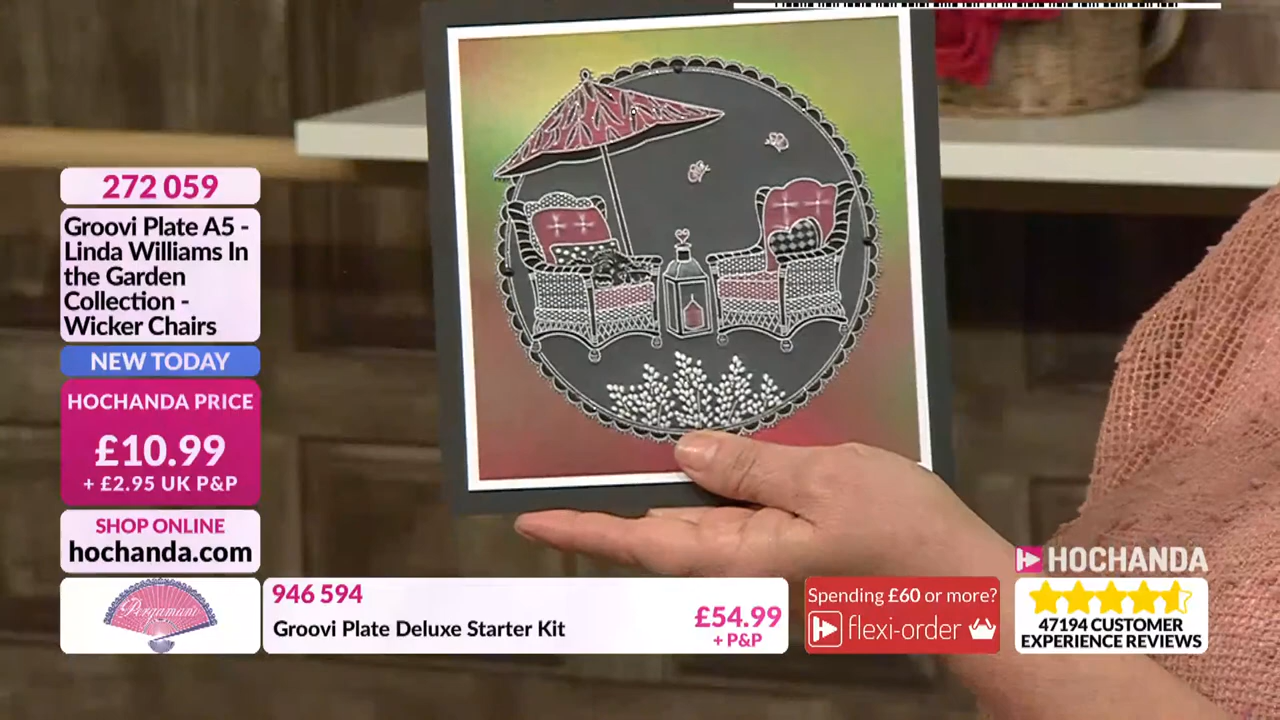 272 059
Groovi Plate A5 -
Linda Williams In
the Garden
Collection -
Wicker Chairs
NEW TODAY
HOCHANDA PRICE
£10.99
+ £2.95 UK P&P
SHOP ONLINE
hochanda.com
Pergamano
946 594
Groovi Plate Deluxe Starter Kit
£54.99
+ P&P
Spending £60 or more?
flexi-order
HOCHANDA
47194 CUSTOMER
EXPERIENCE REVIEWS